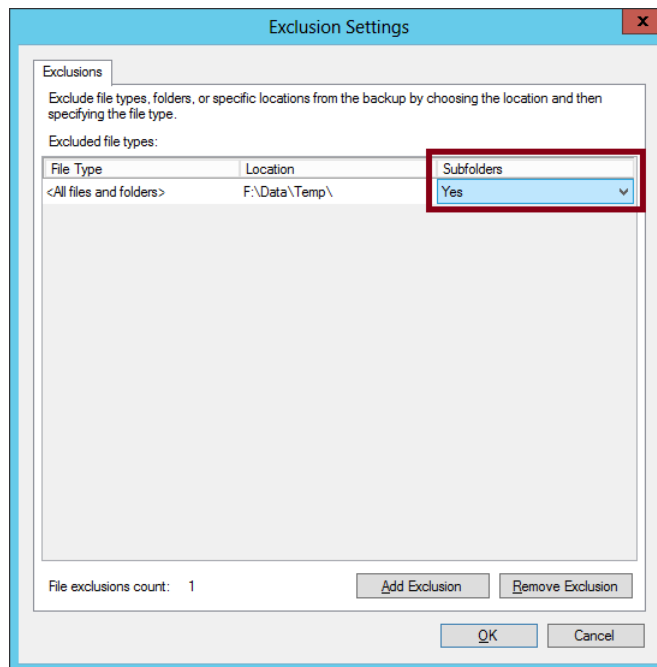 Exclusion Settings
x
Exclusions
Exclude file types, folders, or specific locations from the backup by choosing the location and then
specifying the file type.
Excluded file types:
File Type Location Subfolders
<All files and folders> F:\Data\Temp\ Yes
File exclusions count: 1 Add Exclusion Remove Exclusion
OK Cancel